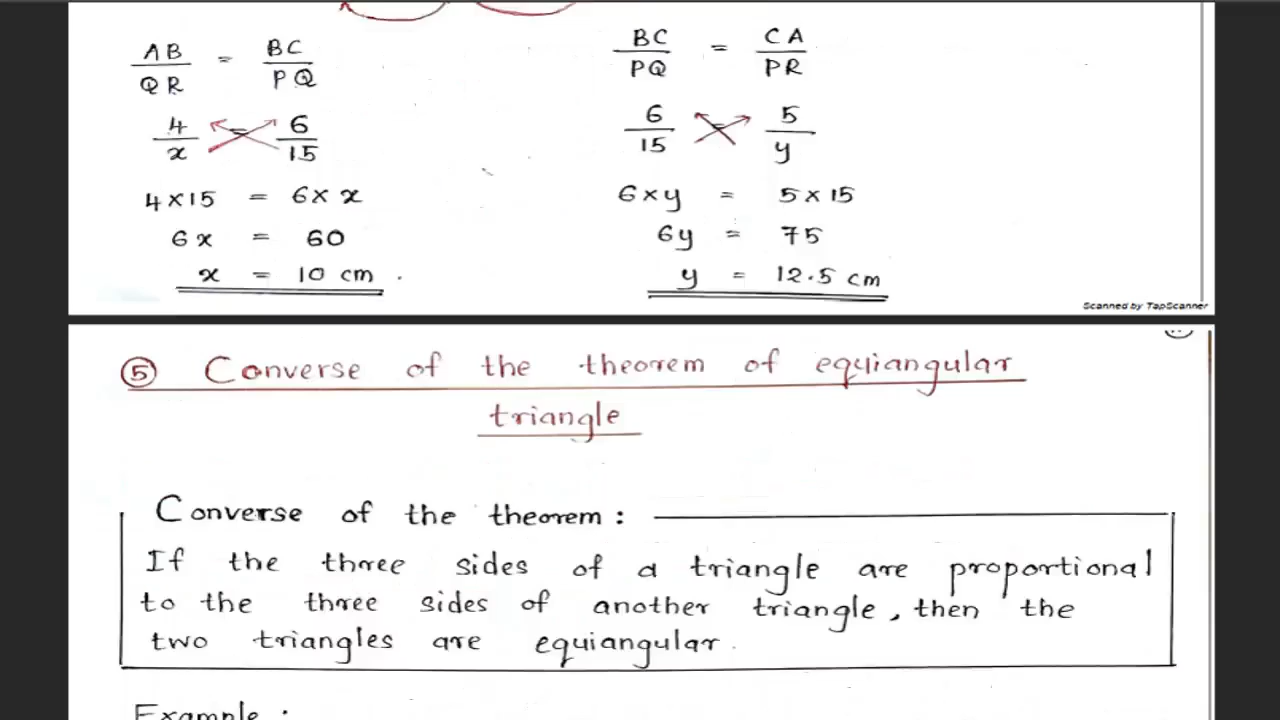 AB/QR = BC/PQ
4/x = 6/15
4 × 15 = 6 × x
6x = 60
x = 10 cm .
BC/PQ = CA/PR
6/15 = 5/y
6 × y = 5 × 15
6y = 75
y = 12.5 cm
Scanned by TapScanner
⑤ Converse of the theorem of equiangular
triangle
Converse of the theorem :
If the three sides of a triangle are proportional
to the three sides of another triangle, then the
two triangles are equiangular.
Example :